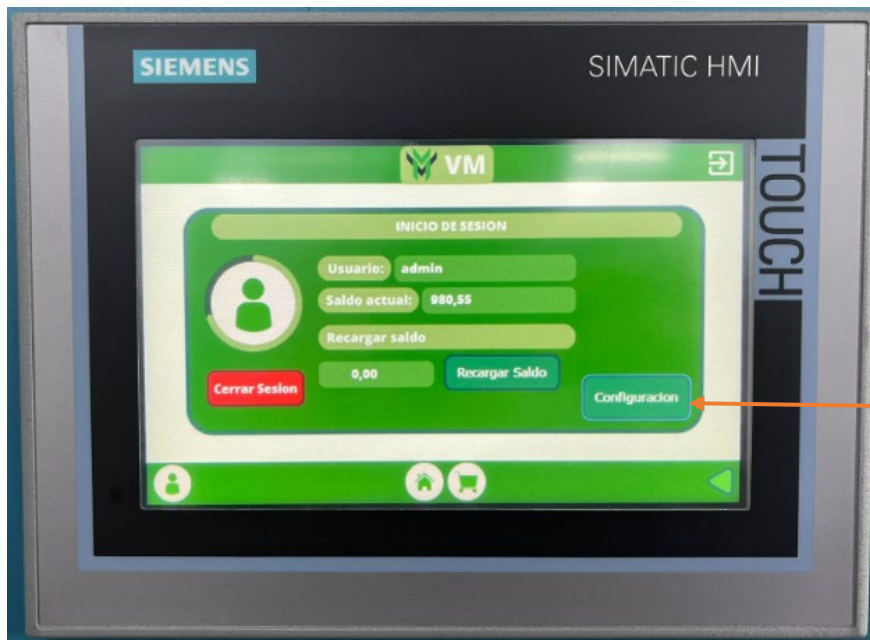 SIEMENS
SIMATIC HMI
TOUCH
VM
INICIO DE SESION
Usuario: admin
Saldo actual: 980,55
Recargar saldo
0,00 Recargar Saldo
Cerrar Sesion
Configuracion